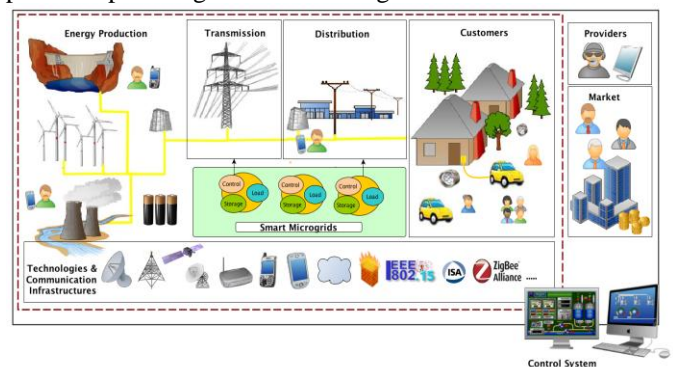 Energy Production
Transmission
Distribution
Customers
Providers
Market
Control
Load
Storage
Control
Load
Storage
Control
Load
Storage
Smart Microgrids
Technologies &
Communication
Infrastructures
IEEE
802.15
ISA
ZigBee
Alliance
.....
Control System